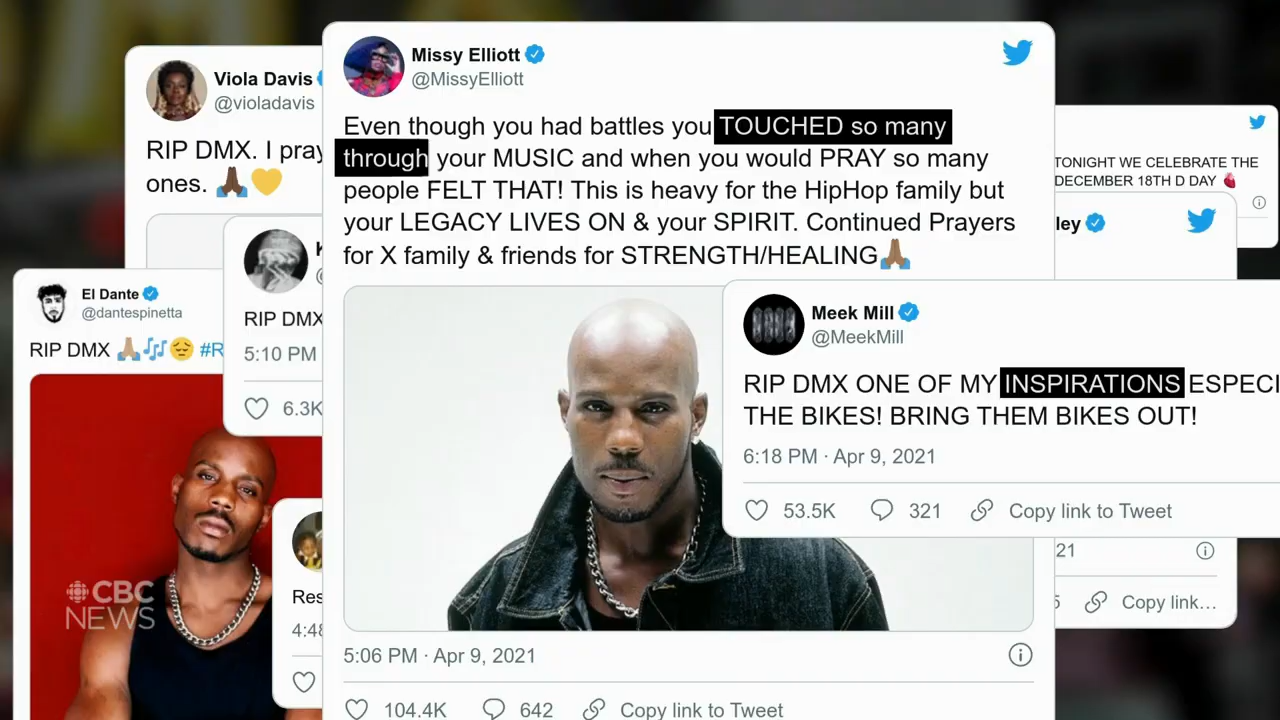 Viola Davis
@violadavis
RIP DMX. I pray
ones. 🙏🏾💛
El Dante
@dantespinetta
RIP DMX 🙏🏽🎶😔 #R
RIP DMX
5:10 PM
6.3K
Res
4:48
CBC
NEWS
Missy Elliott
@MissyElliott
Even though you had battles you TOUCHED so many
through your MUSIC and when you would PRAY so many
people FELT THAT! This is heavy for the HipHop family but
your LEGACY LIVES ON & your SPIRIT. Continued Prayers
for X family & friends for STRENGTH/HEALING🙏🏾
5:06 PM · Apr 9, 2021
104.4K
642
Copy link to Tweet
Meek Mill
@MeekMill
RIP DMX ONE OF MY INSPIRATIONS ESPECI
THE BIKES! BRING THEM BIKES OUT!
6:18 PM · Apr 9, 2021
53.5K
321
Copy link to Tweet
TONIGHT WE CELEBRATE THE
DECEMBER 18TH D DAY
ley
21
Copy link...